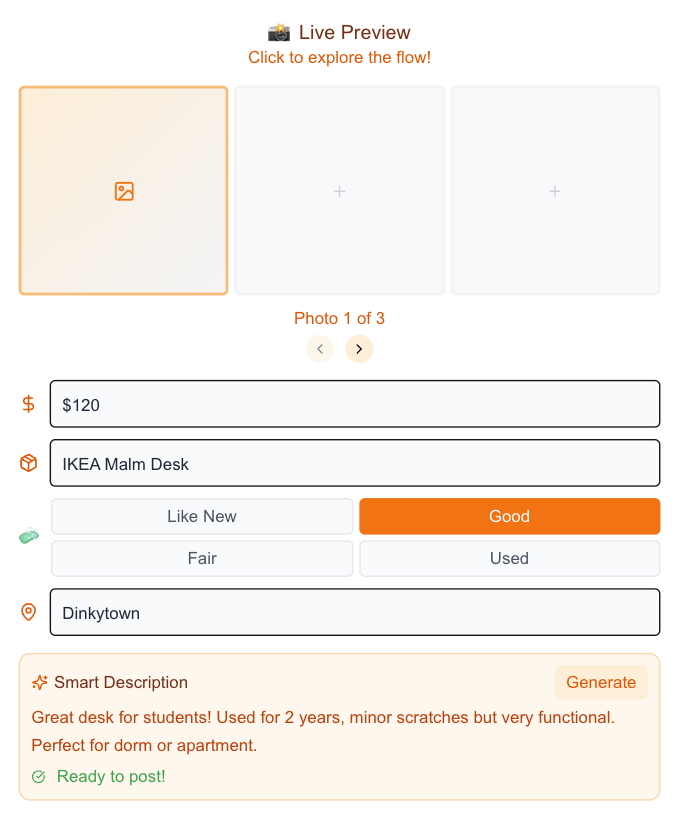 Live Preview
Click to explore the flow!
Photo 1 of 3
$120
IKEA Malm Desk
Like New
Good
Fair
Used
Dinkytown
Smart Description
Generate
Great desk for students! Used for 2 years, minor scratches but very functional.
Perfect for dorm or apartment.
Ready to post!